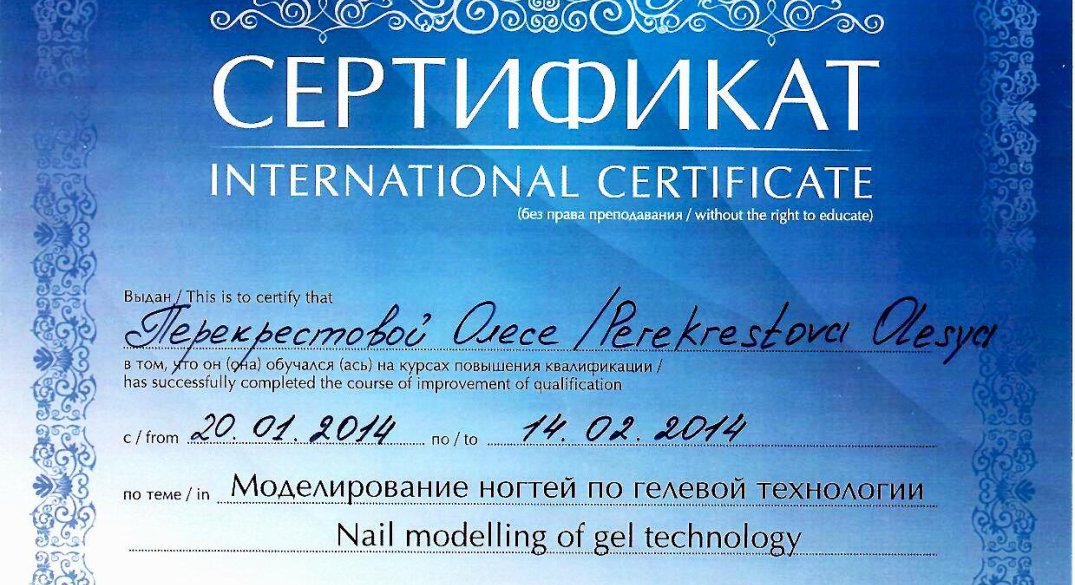 СЕРТИФИКАТ
INTERNATIONAL CERTIFICATE
(без права преподавания / without the right to educate)
Выдан / This is to certify that
Перекрестовой Олесе / Perekrestova Olesya
в том, что он (она) обучался (ась) на курсах повышения квалификации /
has successfully completed the course of improvement of qualification
с / from 20.01.2014 по / to 14.02.2014
по теме / in Моделирование ногтей по гелевой технологии
Nail modelling of gel technology